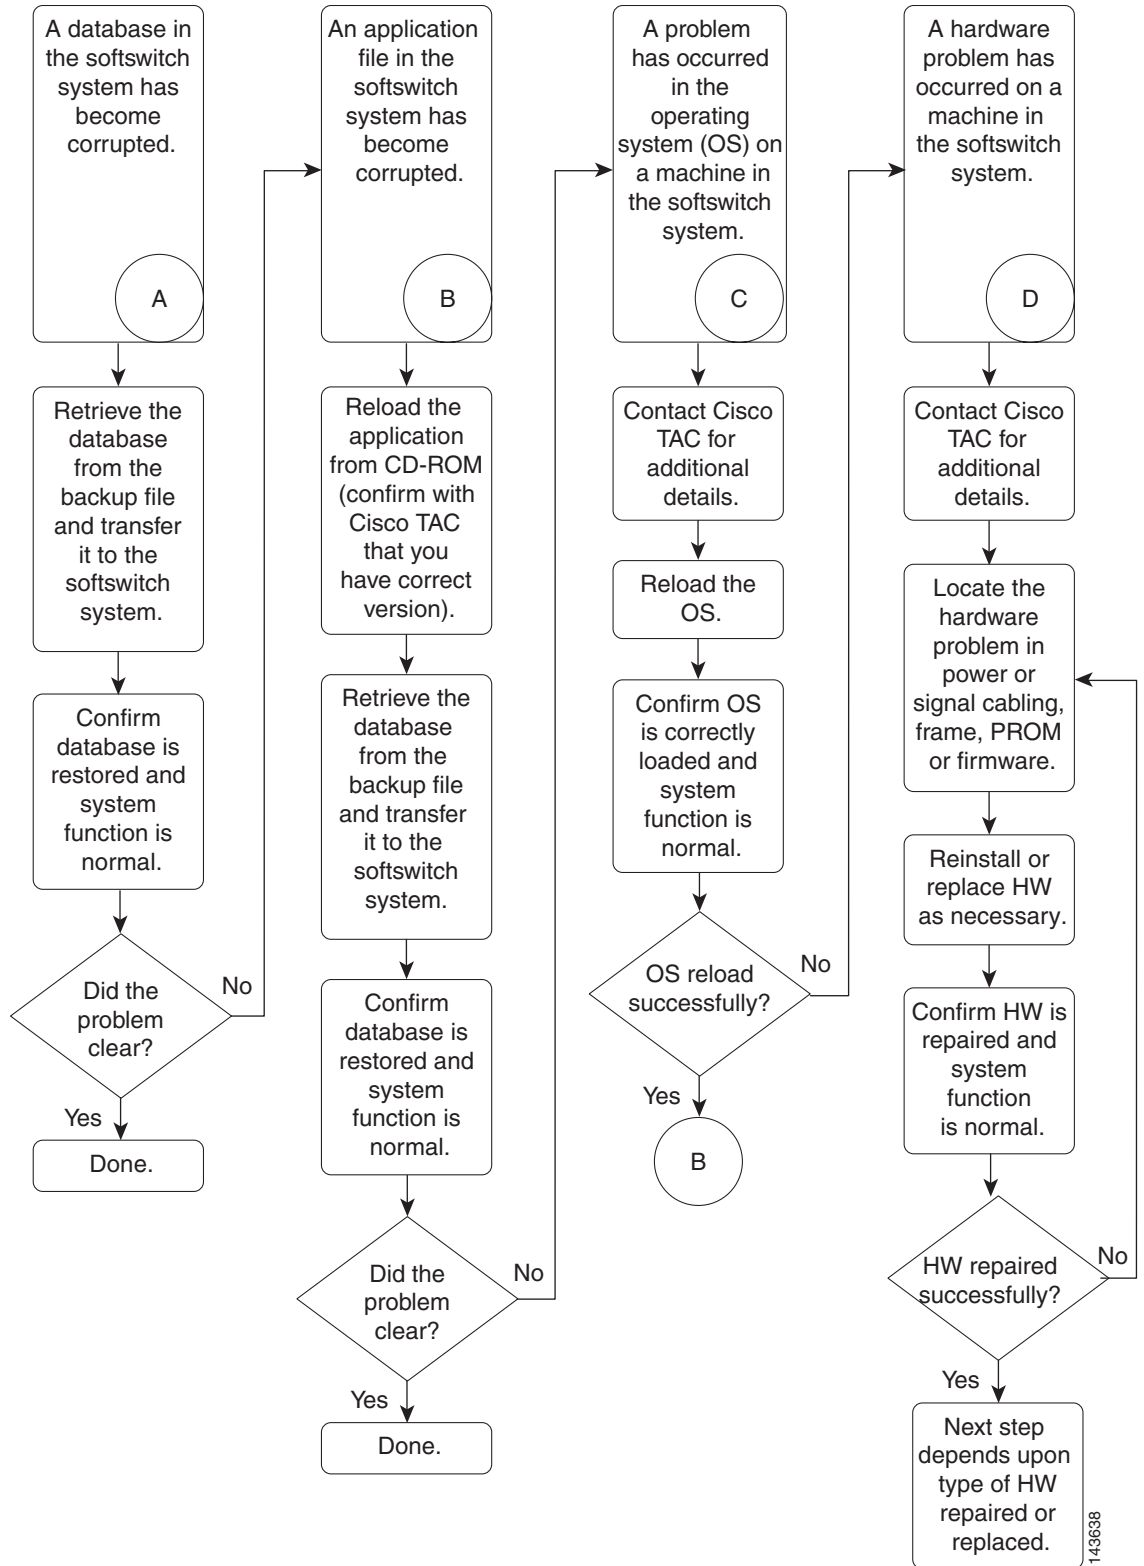 A database in
the softswitch
system has
become
corrupted.
A
Retrieve the
database
from the
backup file
and transfer
it to the
softswitch
system.
Confirm
database is
restored and
system
function is
normal.
Did the
problem
clear?
No
Yes
Done.
An application
file in the
softswitch
system has
become
corrupted.
B
Reload the
application
from CD-ROM
(confirm with
Cisco TAC
that you
have correct
version).
Retrieve the
database
from the
backup file
and transfer
it to the
softswitch
system.
Confirm
database is
restored and
system
function is
normal.
Did the
problem
clear?
No
Yes
Done.
A problem
has occurred
in the
operating
system (OS) on
a machine in
the softswitch
system.
C
Contact Cisco
TAC for
additional
details.
Reload the
OS.
Confirm OS
is correctly
loaded and
system
function is
normal.
OS reload
successfully?
No
Yes
B
A hardware
problem has
occurred on a
machine in
the softswitch
system.
D
Contact Cisco
TAC for
additional
details.
Locate the
hardware
problem in
power or
signal cabling,
frame, PROM
or firmware.
Reinstall or
replace HW
as necessary.
Confirm HW is
repaired and
system
function
is normal.
HW repaired
successfully?
No
Yes
Next step
depends upon
type of HW
repaired or
replaced.
143638